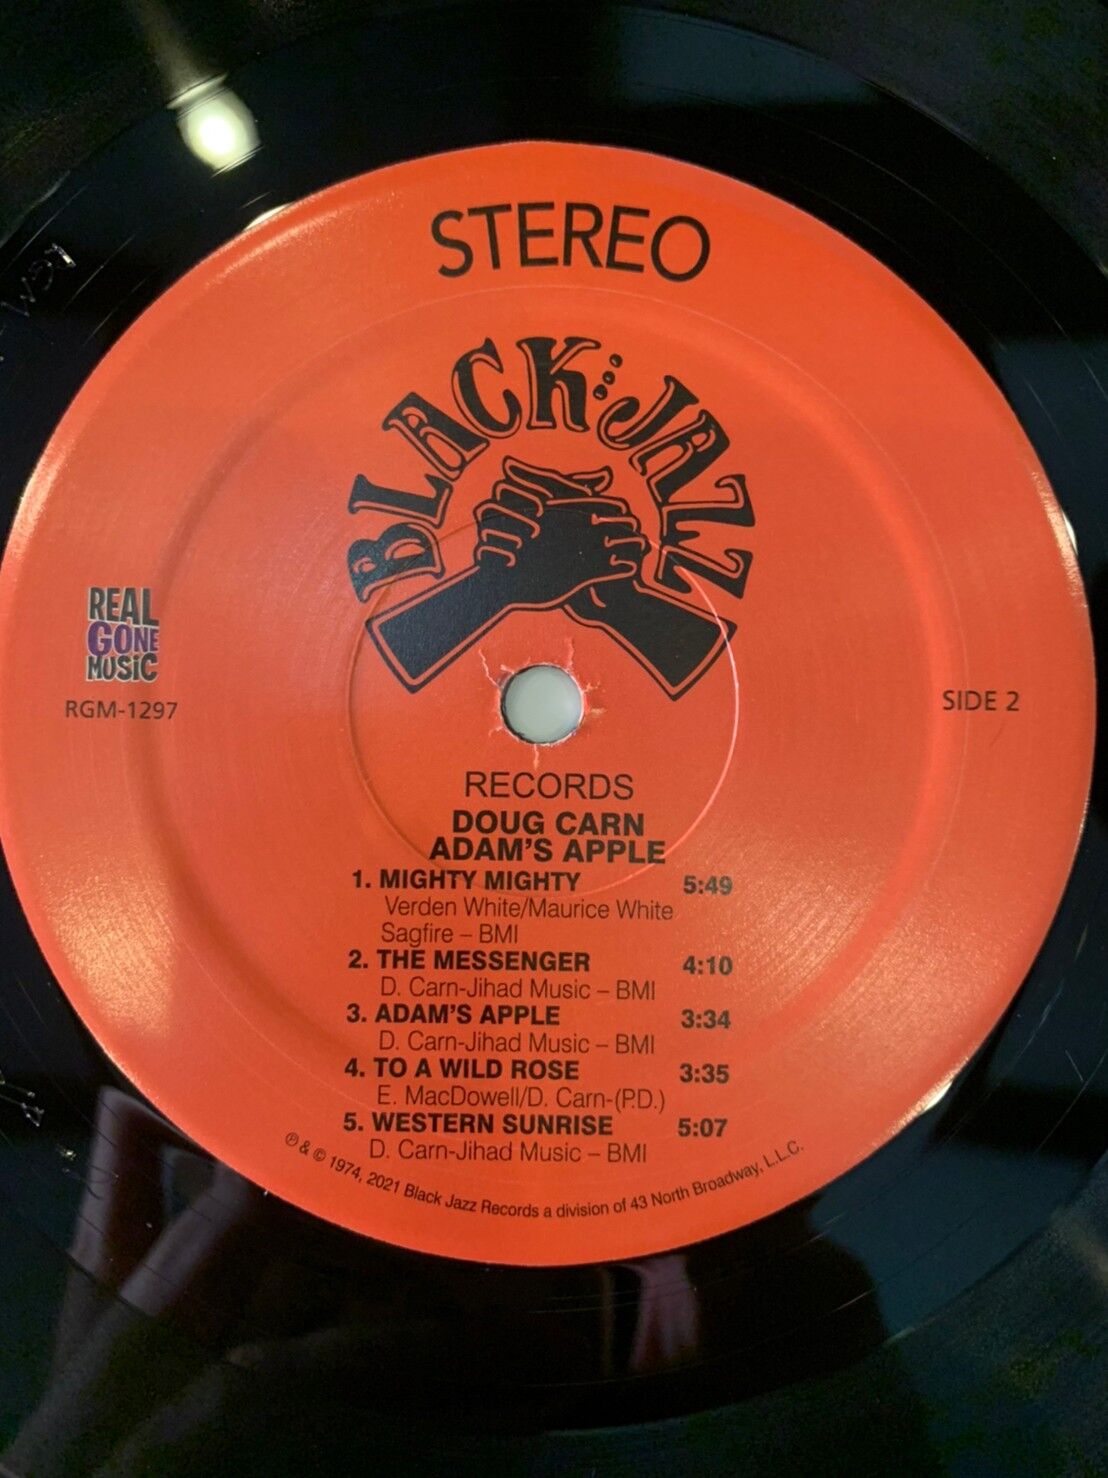 STEREO
BLACK JAZZ
REAL
GONE
MUSiC
RGM-1297
SIDE 2
RECORDS
DOUG CARN
ADAM'S APPLE
1. MIGHTY MIGHTY 5:49
Verden White/Maurice White
Sagfire – BMI
2. THE MESSENGER 4:10
D. Carn-Jihad Music – BMI
3. ADAM'S APPLE 3:34
D. Carn-Jihad Music – BMI
4. TO A WILD ROSE 3:35
E. MacDowell/D. Carn-(P.D.)
5. WESTERN SUNRISE 5:07
D. Carn-Jihad Music – BMI
℗ & © 1974, 2021 Black Jazz Records a division of 43 North Broadway, L.L.C.